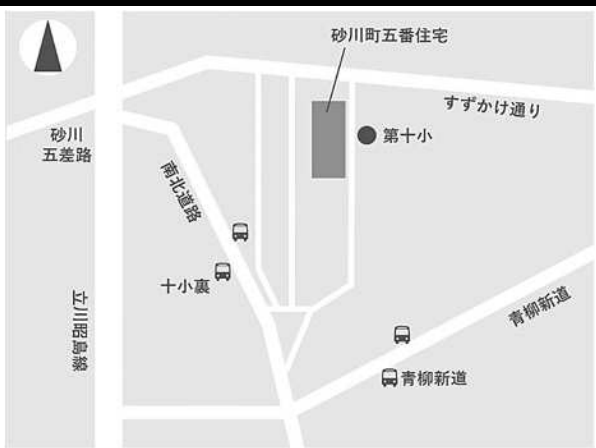 砂川町五番住宅
すずかけ通り
第十小
砂川
五差路
南北道路
十小裏
立川昭島線
青柳新道
青柳新道